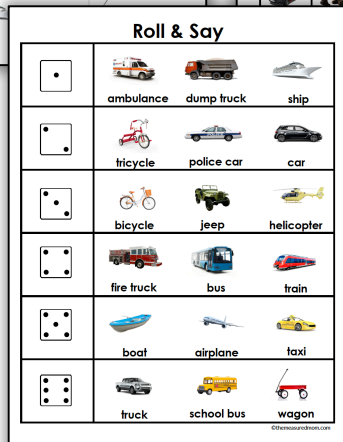 Roll & Say
ambulance dump truck ship
tricycle police car car
bicycle jeep helicopter
fire truck bus train
boat airplane taxi
truck school bus wagon
©themeasuredmom.com